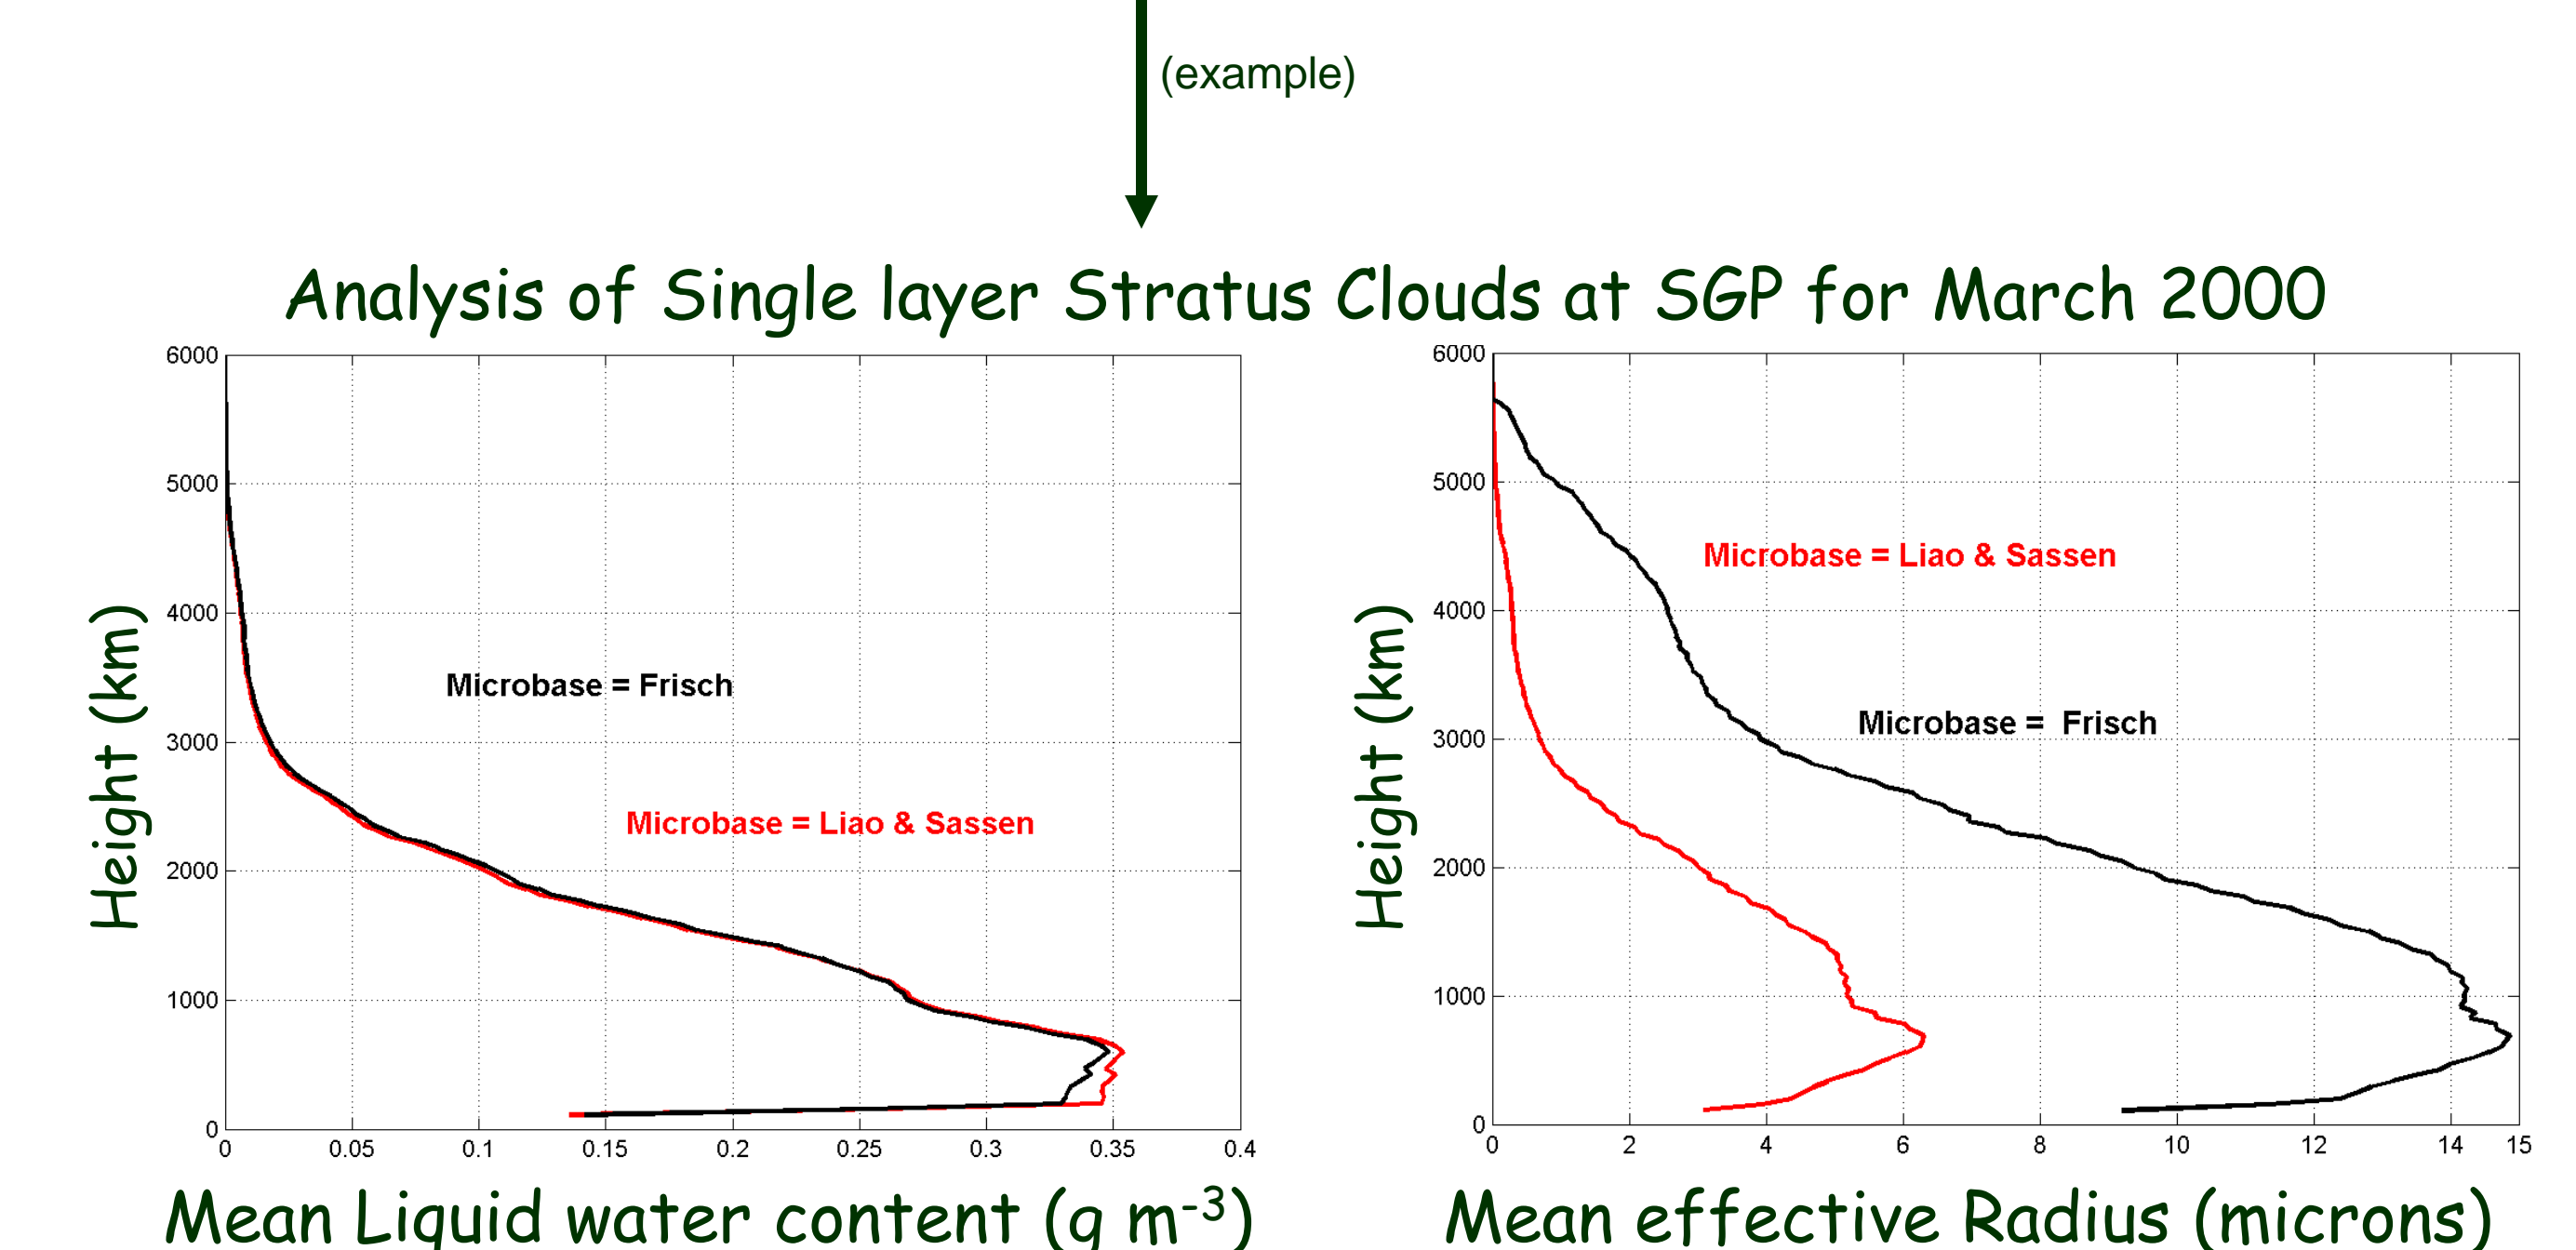 (example)
Analysis of Single layer Stratus Clouds at SGP for March 2000
6000
5000
4000
3000
2000
1000
0
Height (km)
Microbase = Frisch
Microbase = Liao & Sassen
0 0.05 0.1 0.15 0.2 0.25 0.3 0.35 0.4
Mean Liquid water content (g m-3)
6000
5000
4000
3000
2000
1000
0
Height (km)
Microbase = Liao & Sassen
Microbase = Frisch
0 2 4 6 8 10 12 14 15
Mean effective Radius (microns)